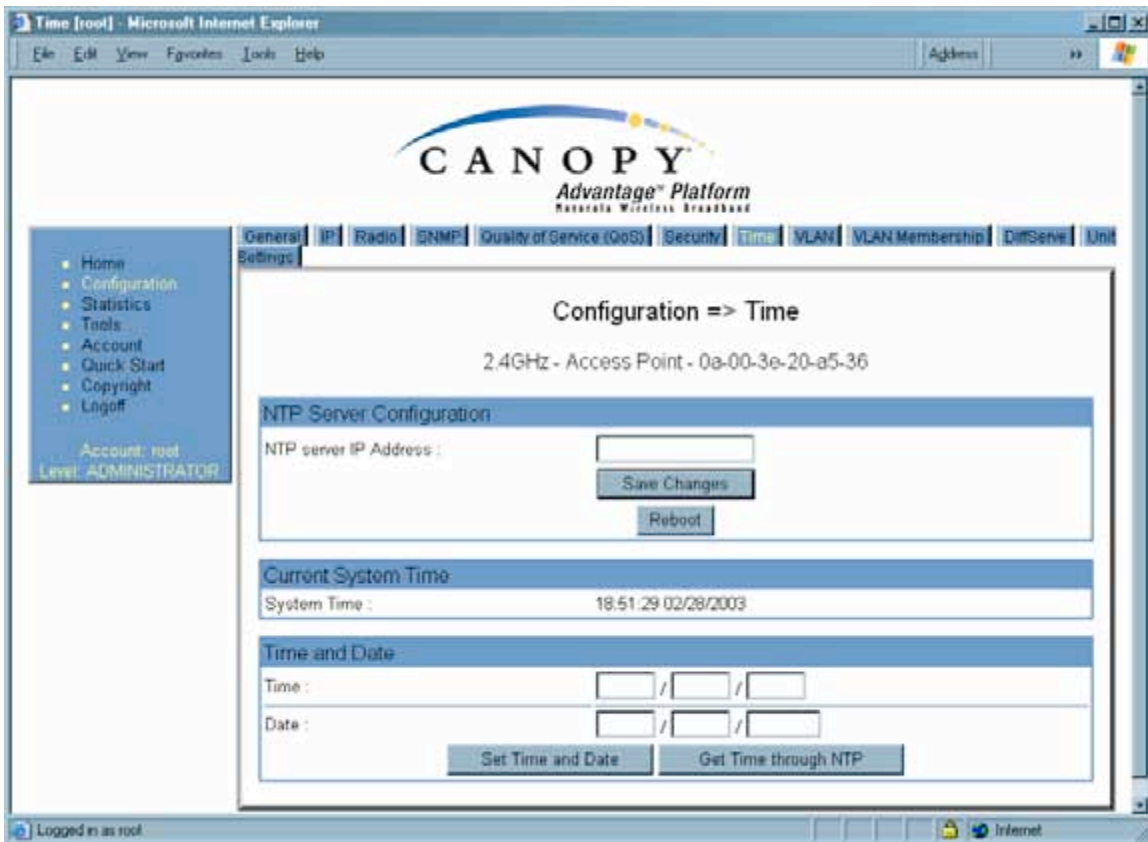 Time [root] - Microsoft Internet Explorer
File Edit View Favorites Tools Help
Address »
CANOPY
Advantage™ Platform
Motorola Wireless Broadband
General IP Radio SNMP Quality of Service (QoS) Security Time VLAN VLAN Membership DiffServe Unit
Settings
Home
Configuration
Statistics
Tools
Account
Quick Start
Copyright
Logoff
Account: root
Level: ADMINISTRATOR
Configuration => Time
2.4GHz - Access Point - 0a-00-3e-20-a5-36
NTP Server Configuration
NTP server IP Address :
Save Changes
Reboot
Current System Time
System Time : 18:51:29 02/28/2003
Time and Date
Time : / /
Date : / /
Set Time and Date Get Time through NTP
Logged in as root Internet